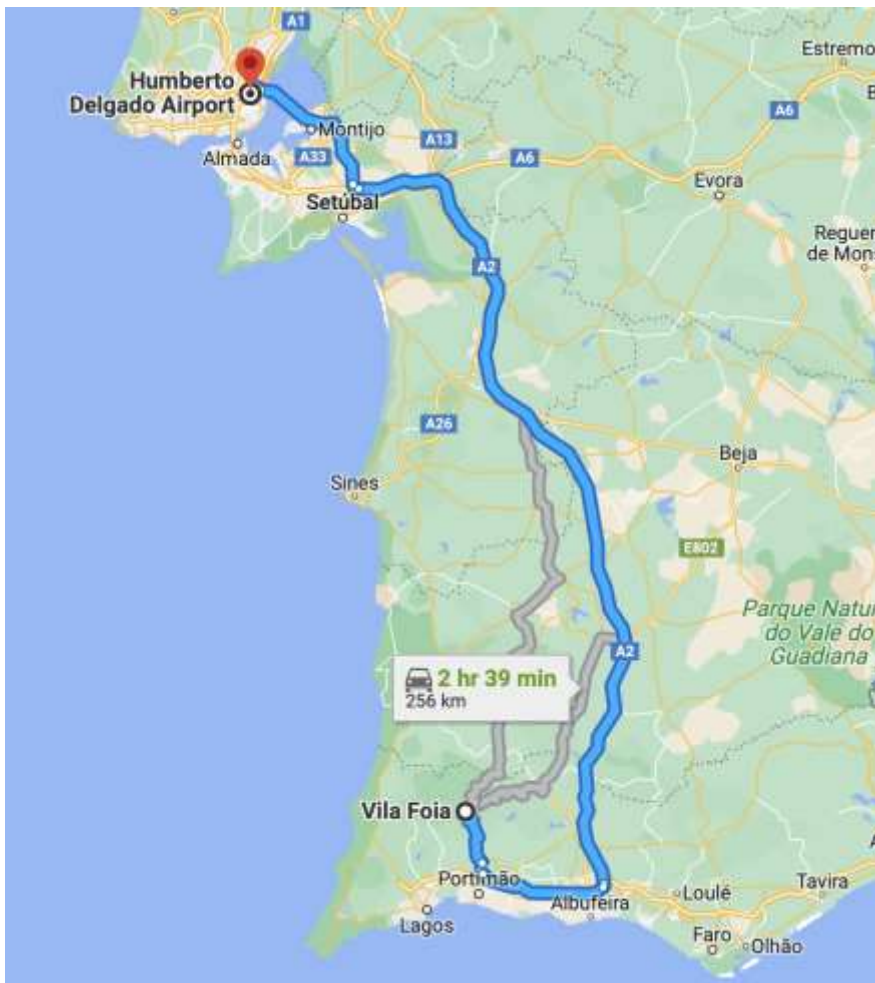 A1
Estremo
Humberto
Delgado Airport
Montijo
A13
A6
Almada
A33
A6
Setúbal
Evora
Reguen
de Mons
A2
A26
Beja
Sines
E802
Parque Natur
do Vale do
Guadiana
A2
2 hr 39 min
256 km
Vila Foia
Portimão
Loulé
Tavira
Albufeira
Lagos
Faro
Olhão